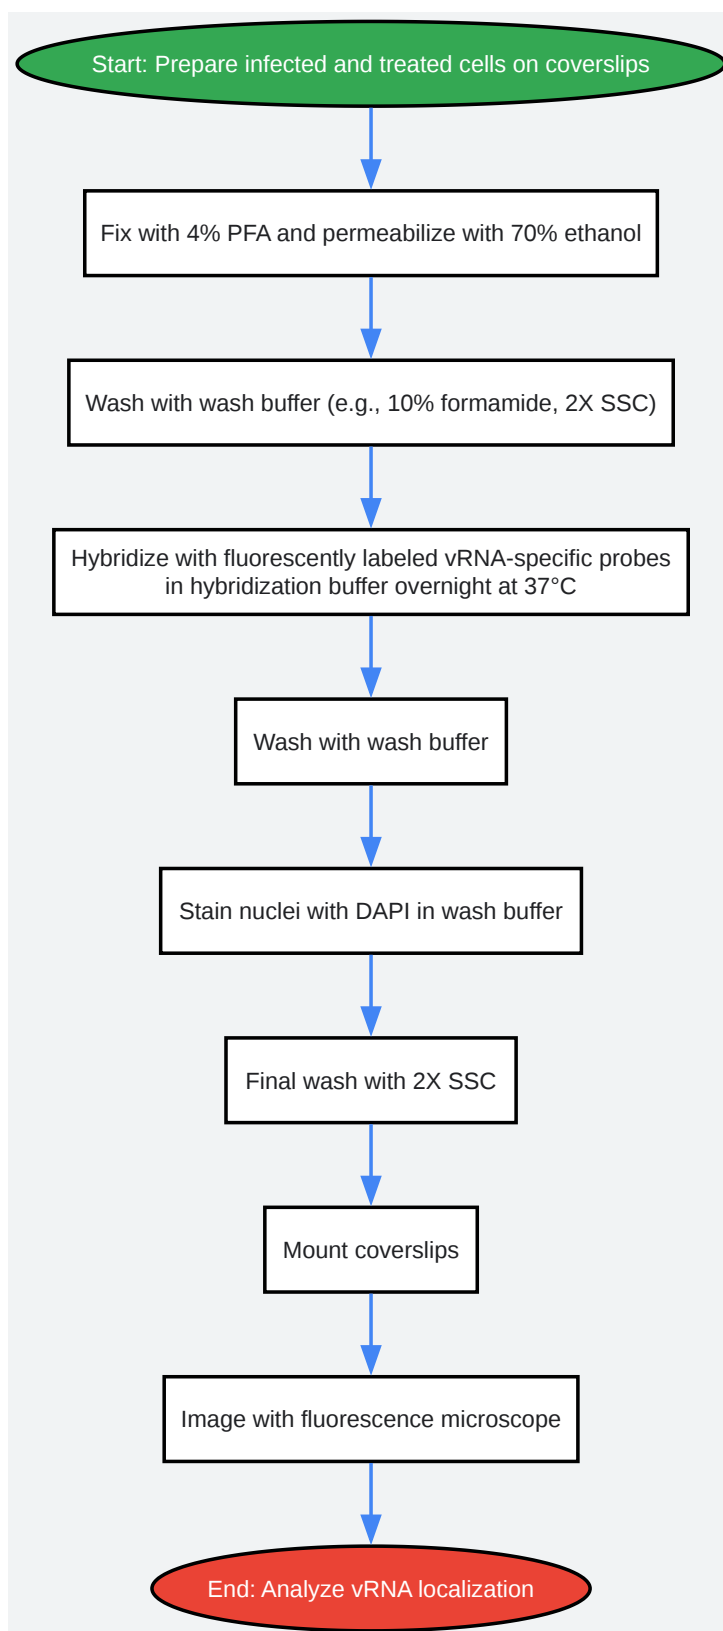 Start: Prepare infected and treated cells on coverslips
Fix with 4% PFA and permeabilize with 70% ethanol
Wash with wash buffer (e.g., 10% formamide, 2X SSC)
Hybridize with fluorescently labeled vRNA-specific probes
in hybridization buffer overnight at 37°C
Wash with wash buffer
Stain nuclei with DAPI in wash buffer
Final wash with 2X SSC
Mount coverslips
Image with fluorescence microscope
End: Analyze vRNA localization